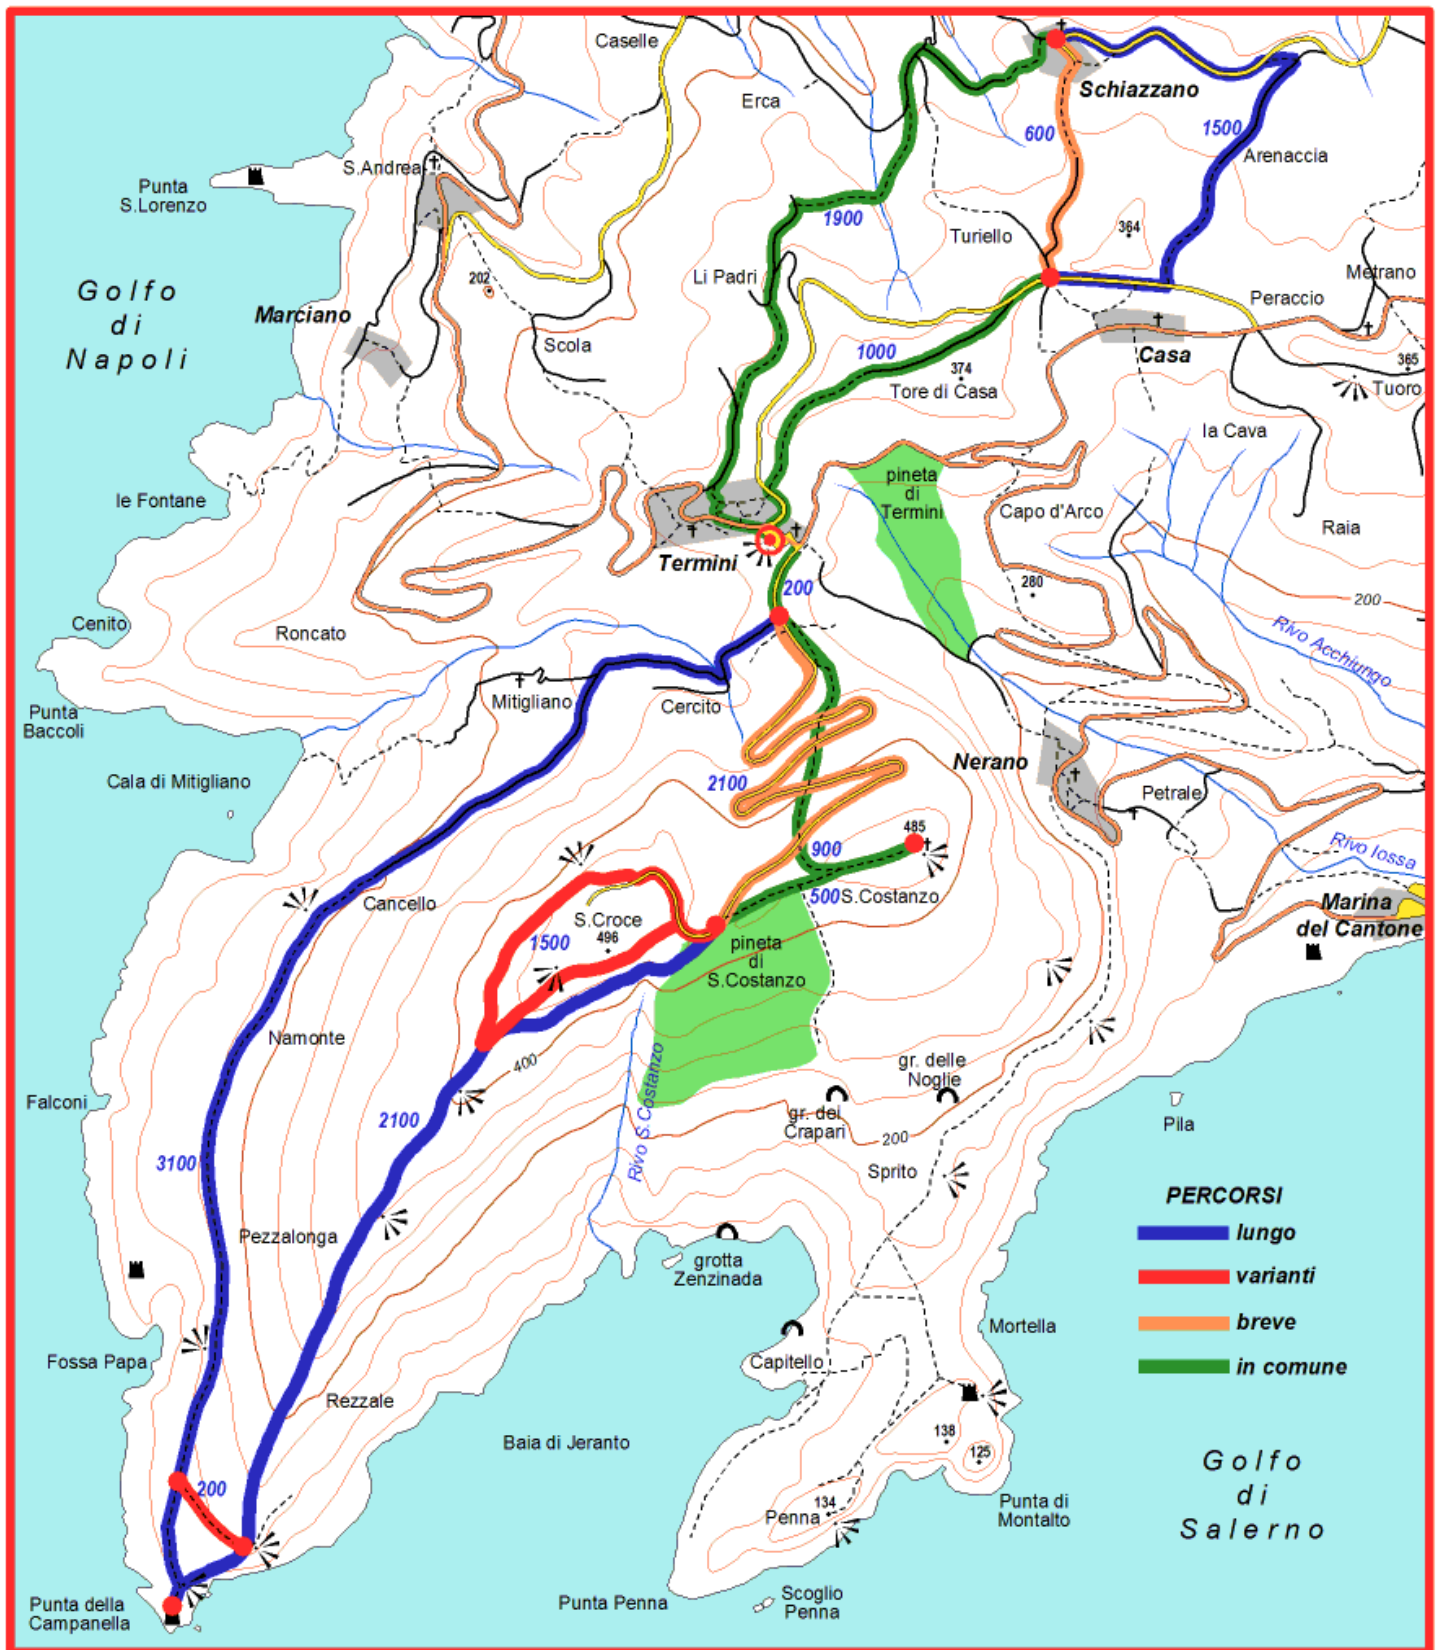 Caselle
Erca
Schiazzano
600
1500
Arenaccia
S.Andrea
Punta
S.Lorenzo
1900
Turiello
364
Metrano
Li Padri
202
Peraccio
Golfo
di
Napoli
Marciano
Scola
1000
374
Tore di Casa
Casa
365
Tuoro
la Cava
pineta
di
Termini
le Fontane
Capo d'Arco
Raia
Termini
200
280
200
Cenito
Roncato
Rivo Acchiungo
Mitigliano
Cercito
Punta
Baccoli
Nerano
Cala di Mitigliano
2100
Petrale
485
900
Rivo Iossa
500
S.Costanzo
Cancello
S.Croce
496
1500
pineta
di
S.Costanzo
Marina
del Cantone
Namonte
400
Rivo S.Costanzo
gr. delle
Noglie
Falconi
2100
gr. dei
Crapari
200
Pila
3100
Sprito
PERCORSI
lungo
varianti
breve
in comune
Pezzalonga
grotta
Zenzinada
Mortella
Fossa Papa
Capitello
Rezzale
Baia di Jeranto
138
125
Golfo
di
Salerno
200
134
Penna
Punta di
Montalto
Punta della
Campanella
Punta Penna
Scoglio
Penna